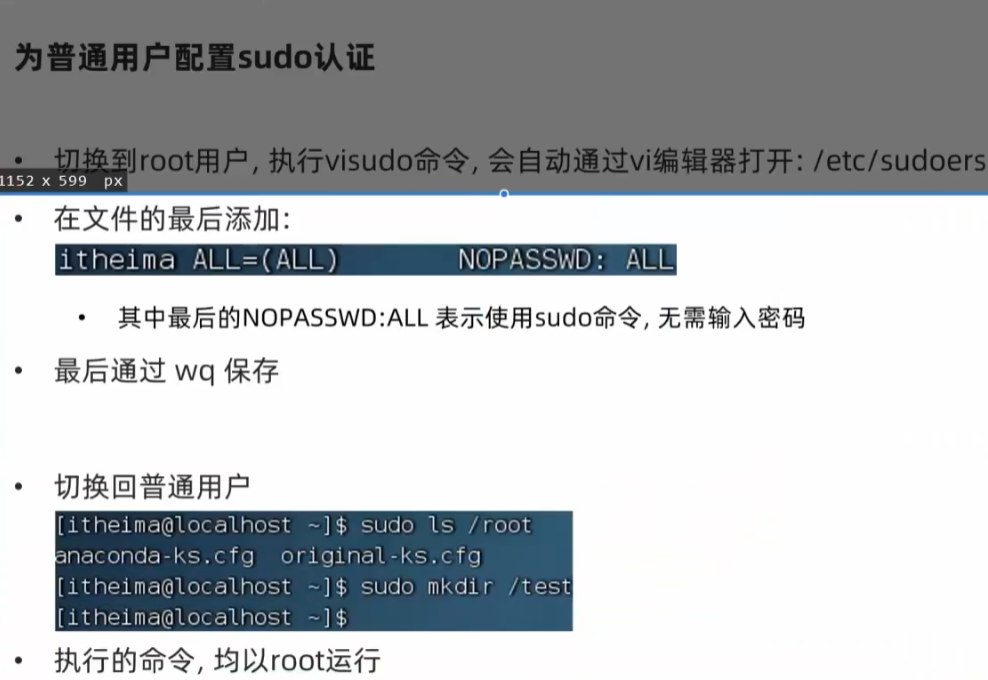 为普通用户配置sudo认证
• 切换到root用户, 执行visudo命令, 会自动通过vi编辑器打开: /etc/sudoers
1152 x 599 px
• 在文件的最后添加:
itheima ALL=(ALL) NOPASSWD: ALL
• 其中最后的NOPASSWD:ALL 表示使用sudo命令, 无需输入密码
• 最后通过 wq 保存
• 切换回普通用户
[itheima@localhost ~]$ sudo ls /root
anaconda-ks.cfg original-ks.cfg
[itheima@localhost ~]$ sudo mkdir /test
[itheima@localhost ~]$
• 执行的命令, 均以root运行